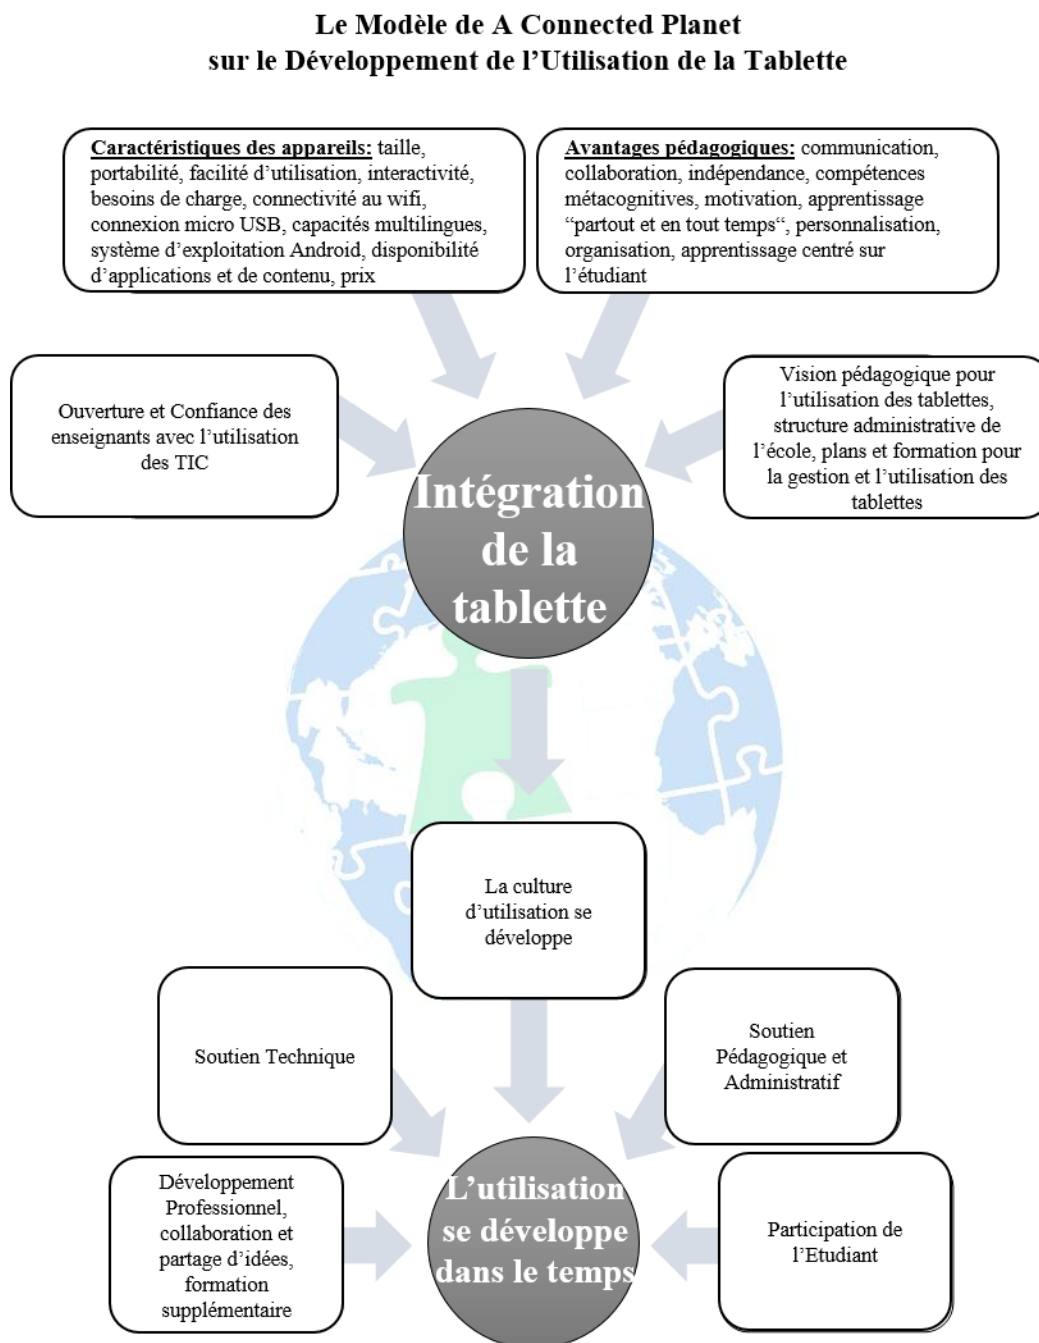 Le Modèle de A Connected Planet
sur le Développement de l’Utilisation de la Tablette
Caractéristiques des appareils: taille,
portabilité, facilité d’utilisation, interactivité,
besoins de charge, connectivité au wifi,
connexion micro USB, capacités multilingues,
système d’exploitation Android, disponibilité
d’applications et de contenu, prix
Avantages pédagogiques: communication,
collaboration, indépendance, compétences
métacognitives, motivation, apprentissage
“partout et en tout temps“, personnalisation,
organisation, apprentissage centré sur
l’étudiant
Ouverture et Confiance des
enseignants avec l’utilisation
des TIC
Vision pédagogique pour
l’utilisation des tablettes,
structure administrative de
l’école, plans et formation pour
la gestion et l’utilisation des
tablettes
Intégration
de la
tablette
La culture
d’utilisation se
développe
Soutien Technique
Soutien
Pédagogique et
Administratif
Développement
Professionnel,
collaboration et
partage d’idées,
formation
supplémentaire
L’utilisation
se développe
dans le temps
Participation de
l’Etudiant